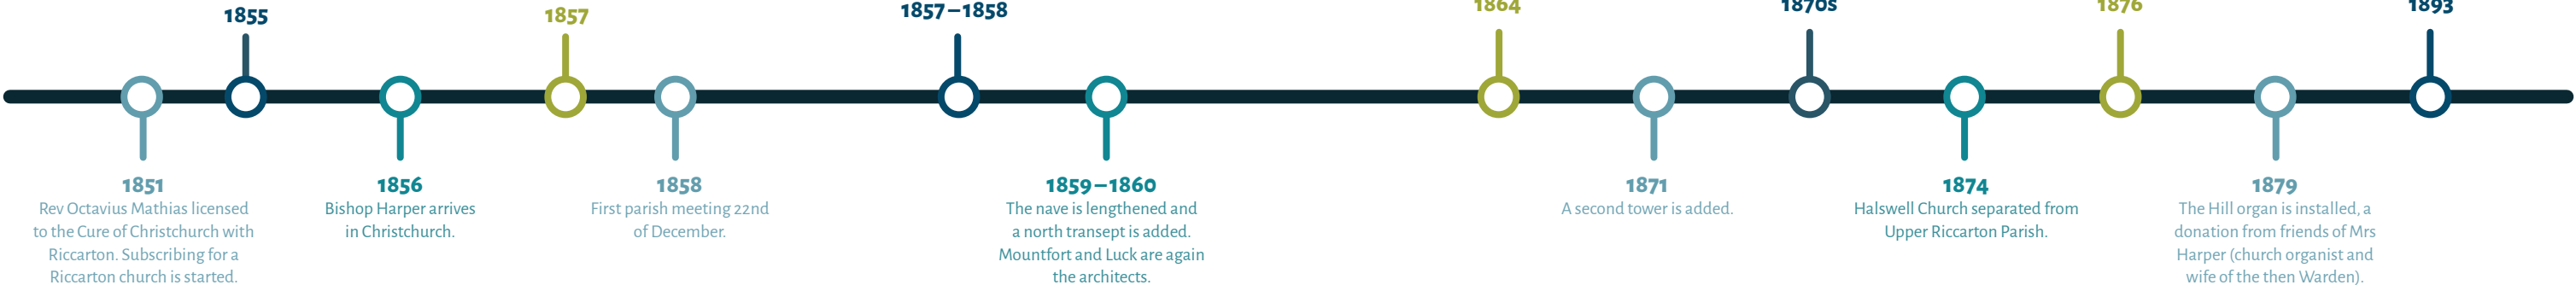 1855
1857
1857–1858
1864
1870s
1876
1893
1851
Rev Octavius Mathias licensed
to the Cure of Christchurch with
Riccarton. Subscribing for a
Riccarton church is started.
1856
Bishop Harper arrives
in Christchurch.
1858
First parish meeting 22nd
of December.
1859–1860
The nave is lengthened and
a north transept is added.
Mountfort and Luck are again
the architects.
1871
A second tower is added.
1874
Halswell Church separated from
Upper Riccarton Parish.
1879
The Hill organ is installed, a
donation from friends of Mrs
Harper (church organist and
wife of the then Warden).